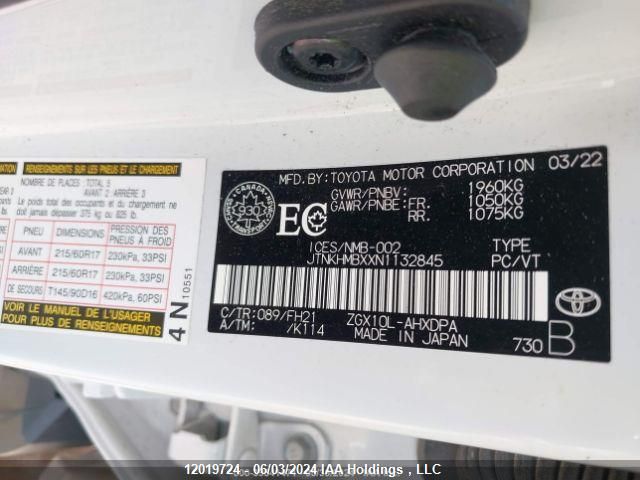 RENSEIGNEMENTS SUR LES PNEUS ET LE CHARGEMENT
NOMBRE DE PLACES: TOTAL 5
AVANT 2 ARRIÈRE 3
Le poids total des occupants et du chargement ne
doit jamais dépasser 375 kg ou 825 lb.
PNEU DIMENSIONS PRESSION DES
PNEUS À FROID
AVANT 215/60R17 230kPa, 33PSI
ARRIÈRE 215/60R17 230kPa, 33PSI
DE SECOURS T145/90D16 420kPa, 60PSI
VOIR LE MANUEL DE L'USAGER
POUR PLUS DE RENSEIGNEMENTS
4 N 10551
MFD.BY: TOYOTA MOTOR CORPORATION 03/22
GVWR/PNBV: 1960KG
GAWR/PNBE: FR. 1050KG
RR. 1075KG
CANADA
930
EC
ICES/NMB-002 TYPE
JTNKHMBXXN1132845 PC/VT
C/TR:089/FH21 ZGX10L-AHXDPA
A/TM: /K114 MADE IN JAPAN
730 B
TOYOTA
12019724 - 06/03/2024 IAA Holdings , LLC